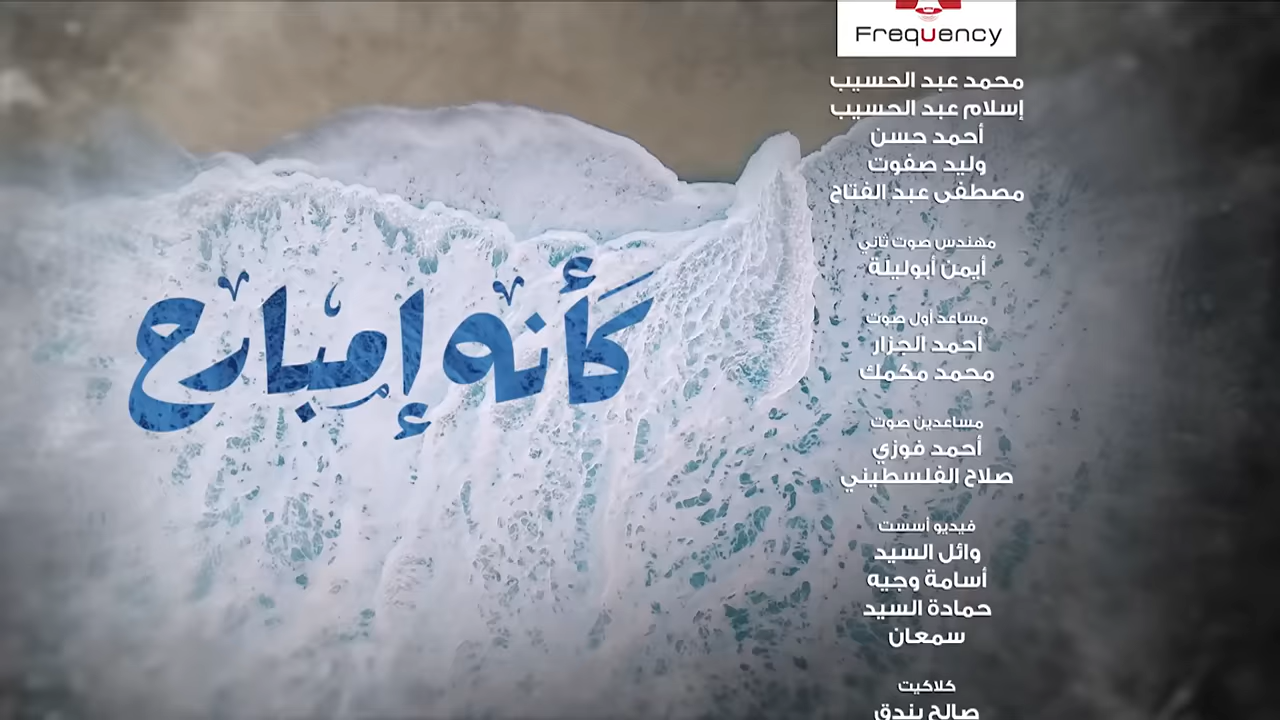 كأنه إمبارح
Frequency
محمد عبد الحسيب
إسلام عبد الحسيب
أحمد حسن
وليد صفوت
مصطفى عبد الفتاح
مهندس صوت ثاني
أيمن أبوليلة
مساعد أول صوت
أحمد الجزار
محمد مكمك
مساعدين صوت
أحمد فوزي
صلاح الفلسطيني
فيديو أسست
وائل السيد
أسامة وجيه
حمادة السيد
سمعان
كلاكيت
صالح بندق